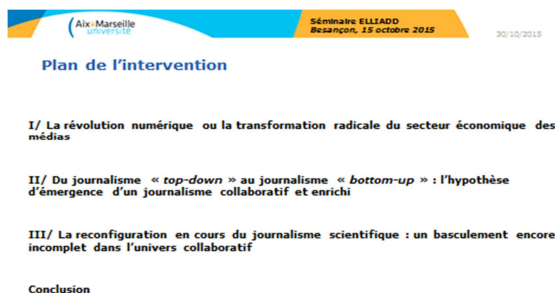 Aix+Marseille
université
Séminaire ELLIADD
Besançon, 15 octobre 2015
30/10/2015
Plan de l'intervention
I/ La révolution numérique ou la transformation radicale du secteur économique des
médias
II/ Du journalisme « top-down » au journalisme « bottom-up » : l'hypothèse
d'émergence d'un journalisme collaboratif et enrichi
III/ La reconfiguration en cours du journalisme scientifique : un basculement encore
incomplet dans l'univers collaboratif
Conclusion